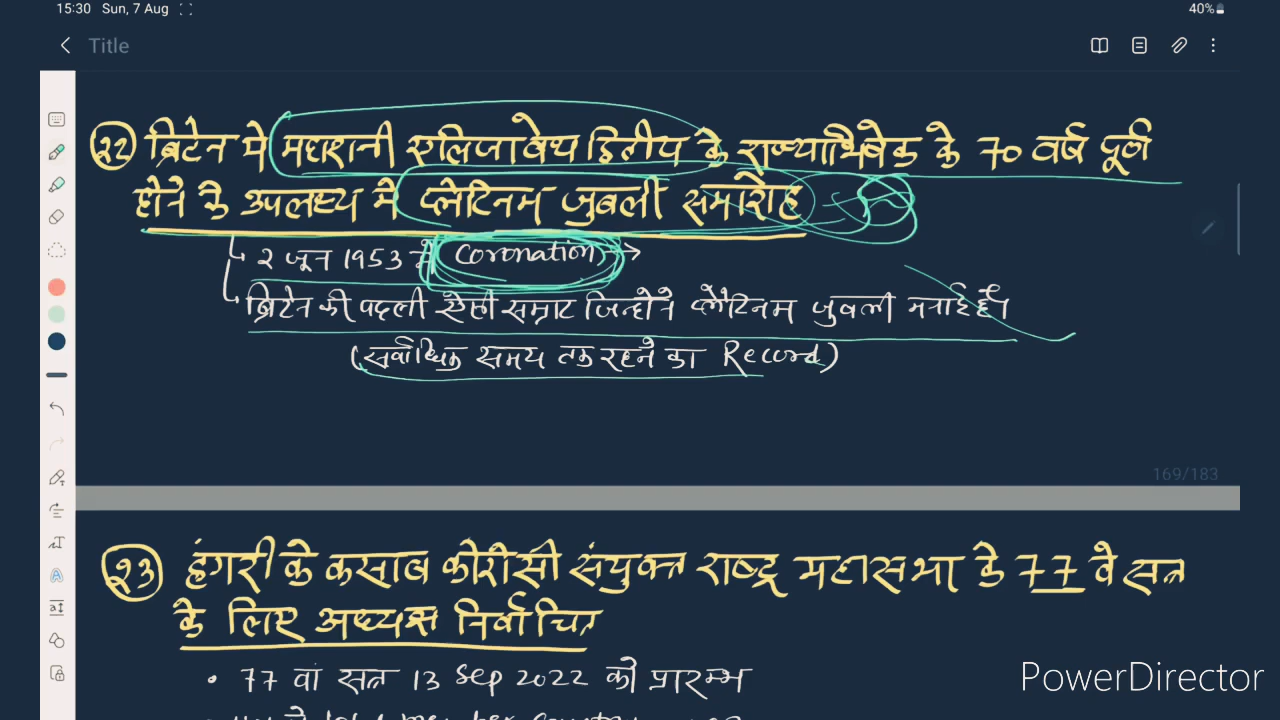 15:30 Sun, 7 Aug
40%
Title
22 ब्रिटेन मे महारानी एलिजाबेथ द्वितीय के राज्याभिषेक के 70 वर्ष पूर्ण
होने के उपलक्ष्य मे प्लेटिनम जुबली समारोह
2 जून 1953 में Coronation →
ब्रिटेन की पहली ऐसी सम्राट जिन्होने प्लैटिनम जुबली मनाई है।
(सर्वाधिक समय तक रहने का Record)
169/183
23 हंगरी के कसाब कोरोसी संयुक्त राष्ट्र महासभा के 77 वे सत्र
के लिए अध्यक्ष निर्वाचित
• 77 वां सत्र 13 Sep 2022 को प्रारम्भ
PowerDirector